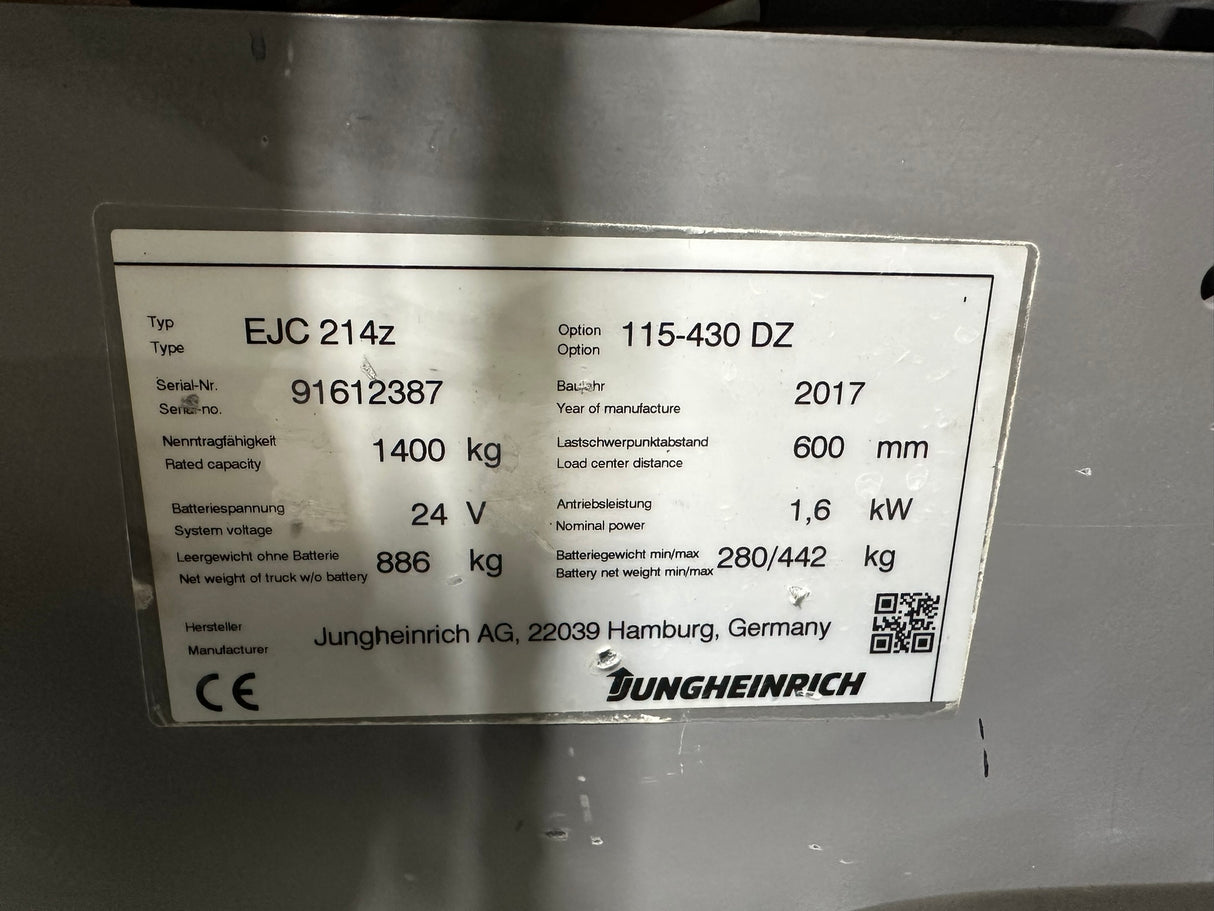 Typ
Type
EJC 214z
Option
Option
115-430 DZ
Serial-Nr.
Serial-no.
91612387
Baujahr
Year of manufacture
2017
Nenntragfähigkeit
Rated capacity
1400 kg
Lastschwerpunktabstand
Load center distance
600 mm
Batteriespannung
System voltage
24 V
Antriebsleistung
Nominal power
1,6 kW
Leergewicht ohne Batterie
Net weight of truck w/o battery
886 kg
Batteriegewicht min/max
Battery net weight min/max
280/442 kg
Hersteller
Manufacturer
Jungheinrich AG, 22039 Hamburg, Germany
CE
JUNGHEINRICH